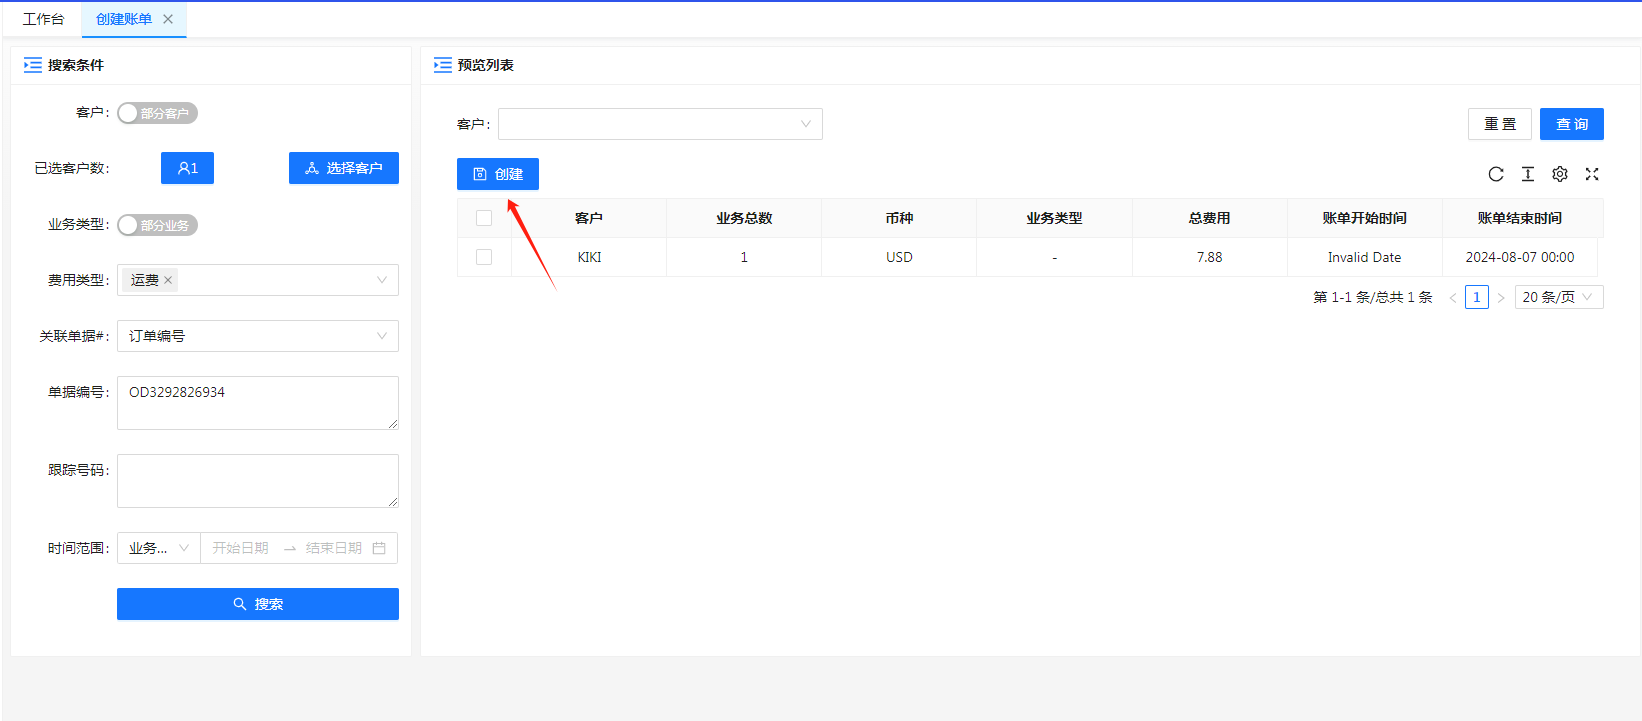 工作台 创建账单
搜索条件
客户: 部分客户
已选客户数: 1 选择客户
业务类型: 部分业务
费用类型: 运费
关联单据#: 订单编号
单据编号: OD3292826934
跟踪号码:
时间范围: 业务... 开始日期 结束日期
搜索
预览列表
客户: 重 置 查 询
创建
客户 业务总数 币种 业务类型 总费用 账单开始时间 账单结束时间
KIKI 1 USD - 7.88 Invalid Date 2024-08-07 00:00
第 1-1 条/总共 1 条 < 1 > 20 条/页